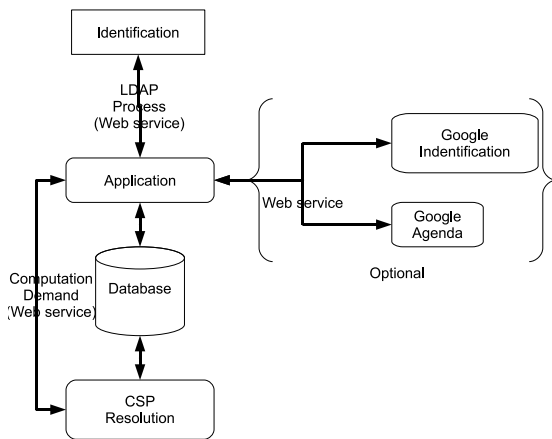 Identification
LDAP
Process
(Web service)
Application
Google
Indentification
Web service
Google
Agenda
Optional
Computation
Demand
(Web service)
Database
CSP
Resolution